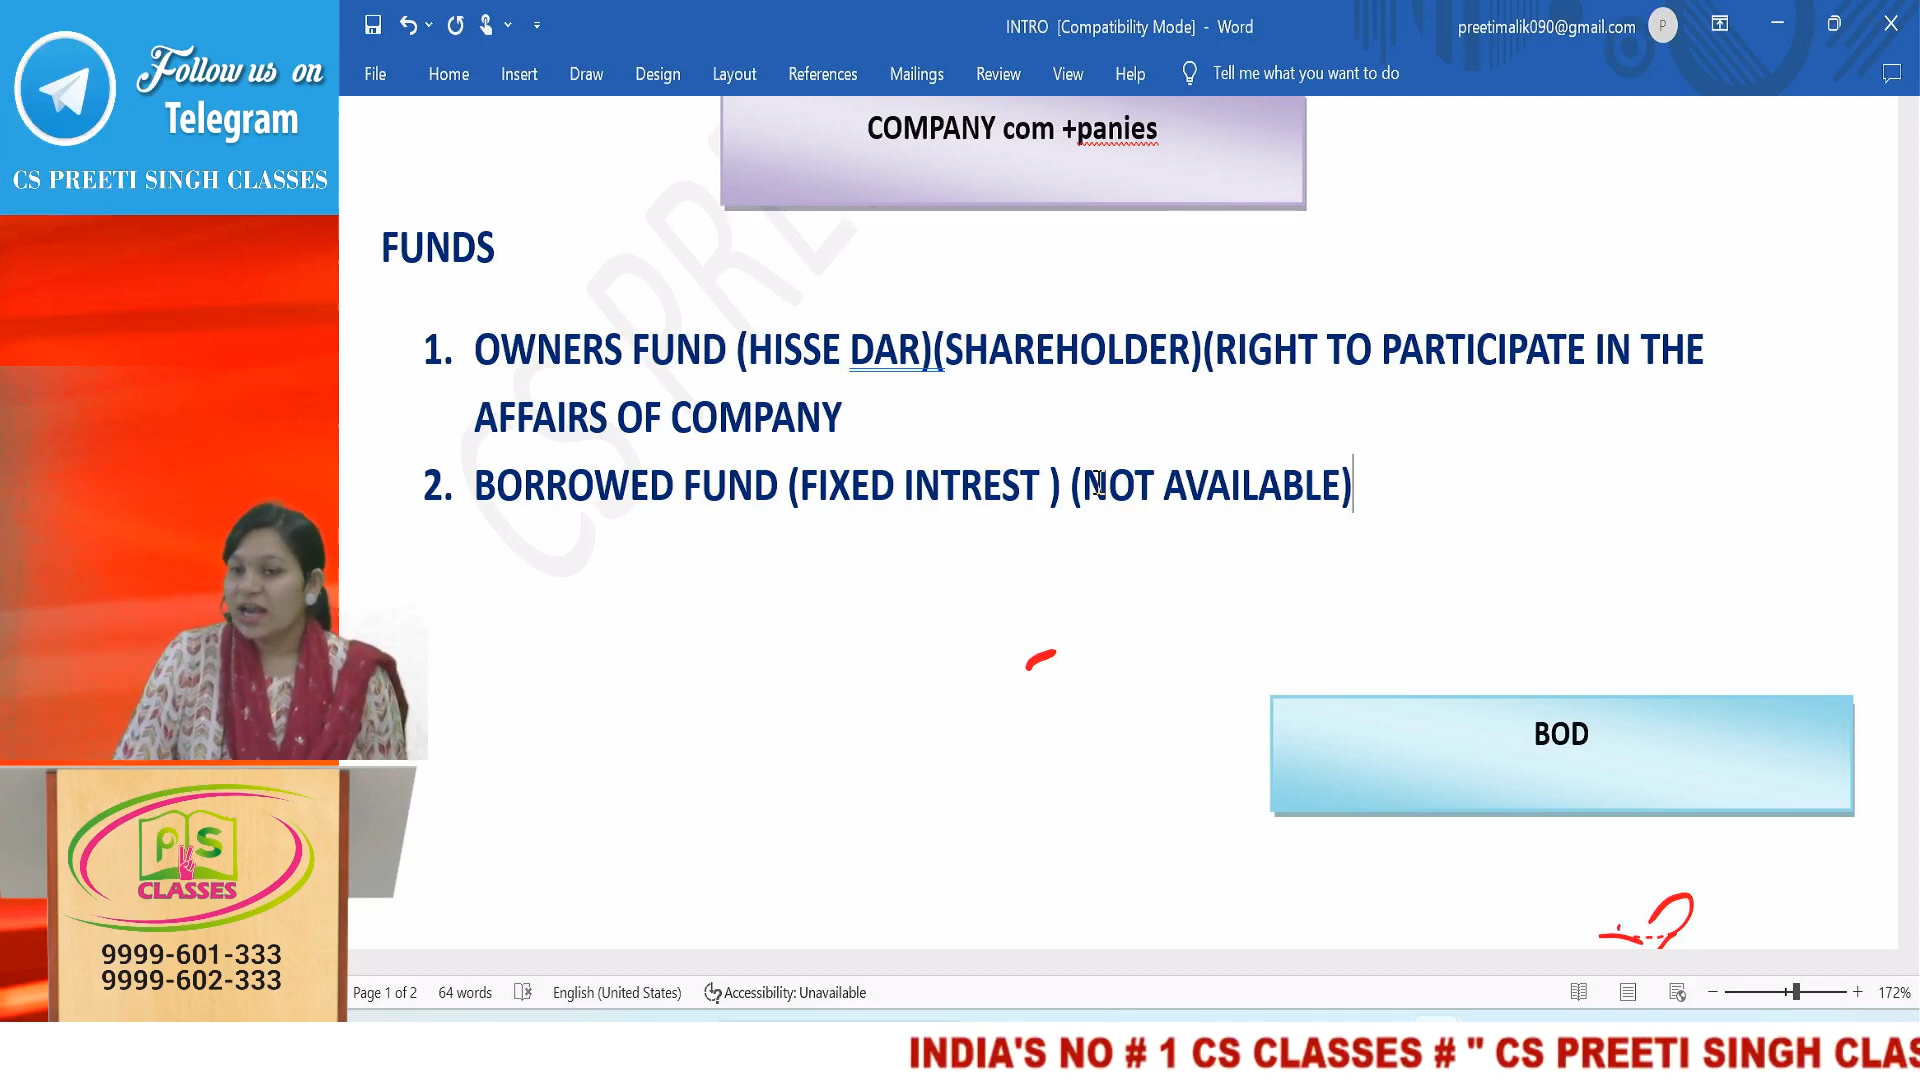 Follow us on
Telegram
CS PREETI SINGH CLASSES
INTRO [Compatibility Mode] - Word
preetimalik090@gmail.com
P
File Home Insert Draw Design Layout References Mailings Review View Help Tell me what you want to do
COMPANY com +panies
FUNDS
1. OWNERS FUND (HISSE DAR)(SHAREHOLDER)(RIGHT TO PARTICIPATE IN THE
AFFAIRS OF COMPANY
2. BORROWED FUND (FIXED INTREST ) (NOT AVAILABLE)
CS PRE
BOD
PS
CLASSES
9999-601-333
9999-602-333
Page 1 of 2 64 words English (United States) Accessibility: Unavailable 172%
INDIA'S NO # 1 CS CLASSES # " CS PREETI SINGH CLAS